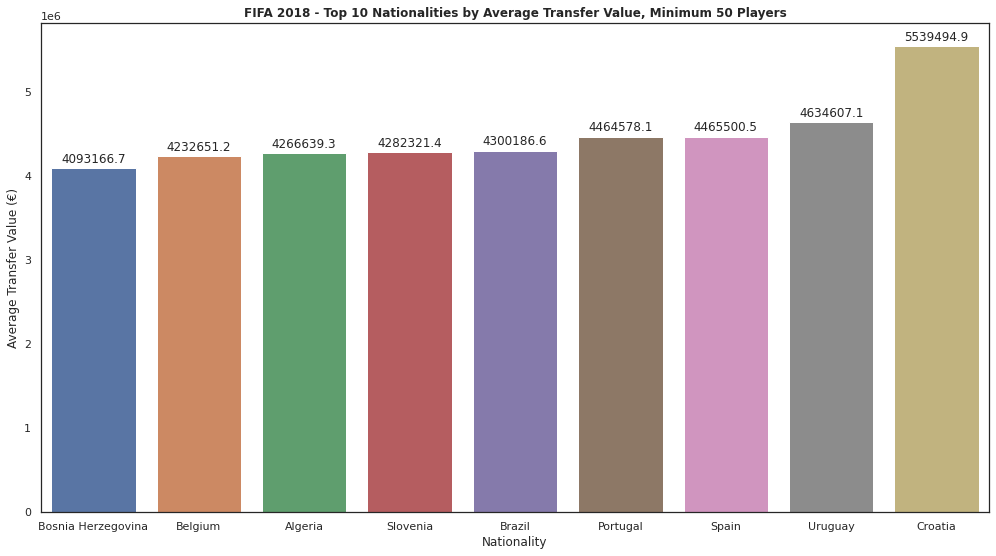 FIFA 2018 - Top 10 Nationalities by Average Transfer Value, Minimum 50 Players
1e6
5539494.9
4634607.1
4464578.1
4465500.5
4300186.6
4282321.4
4266639.3
4232651.2
4093166.7
5
4
3
2
1
0
Average Transfer Value (€)
Bosnia Herzegovina
Belgium
Algeria
Slovenia
Brazil
Portugal
Spain
Uruguay
Croatia
Nationality